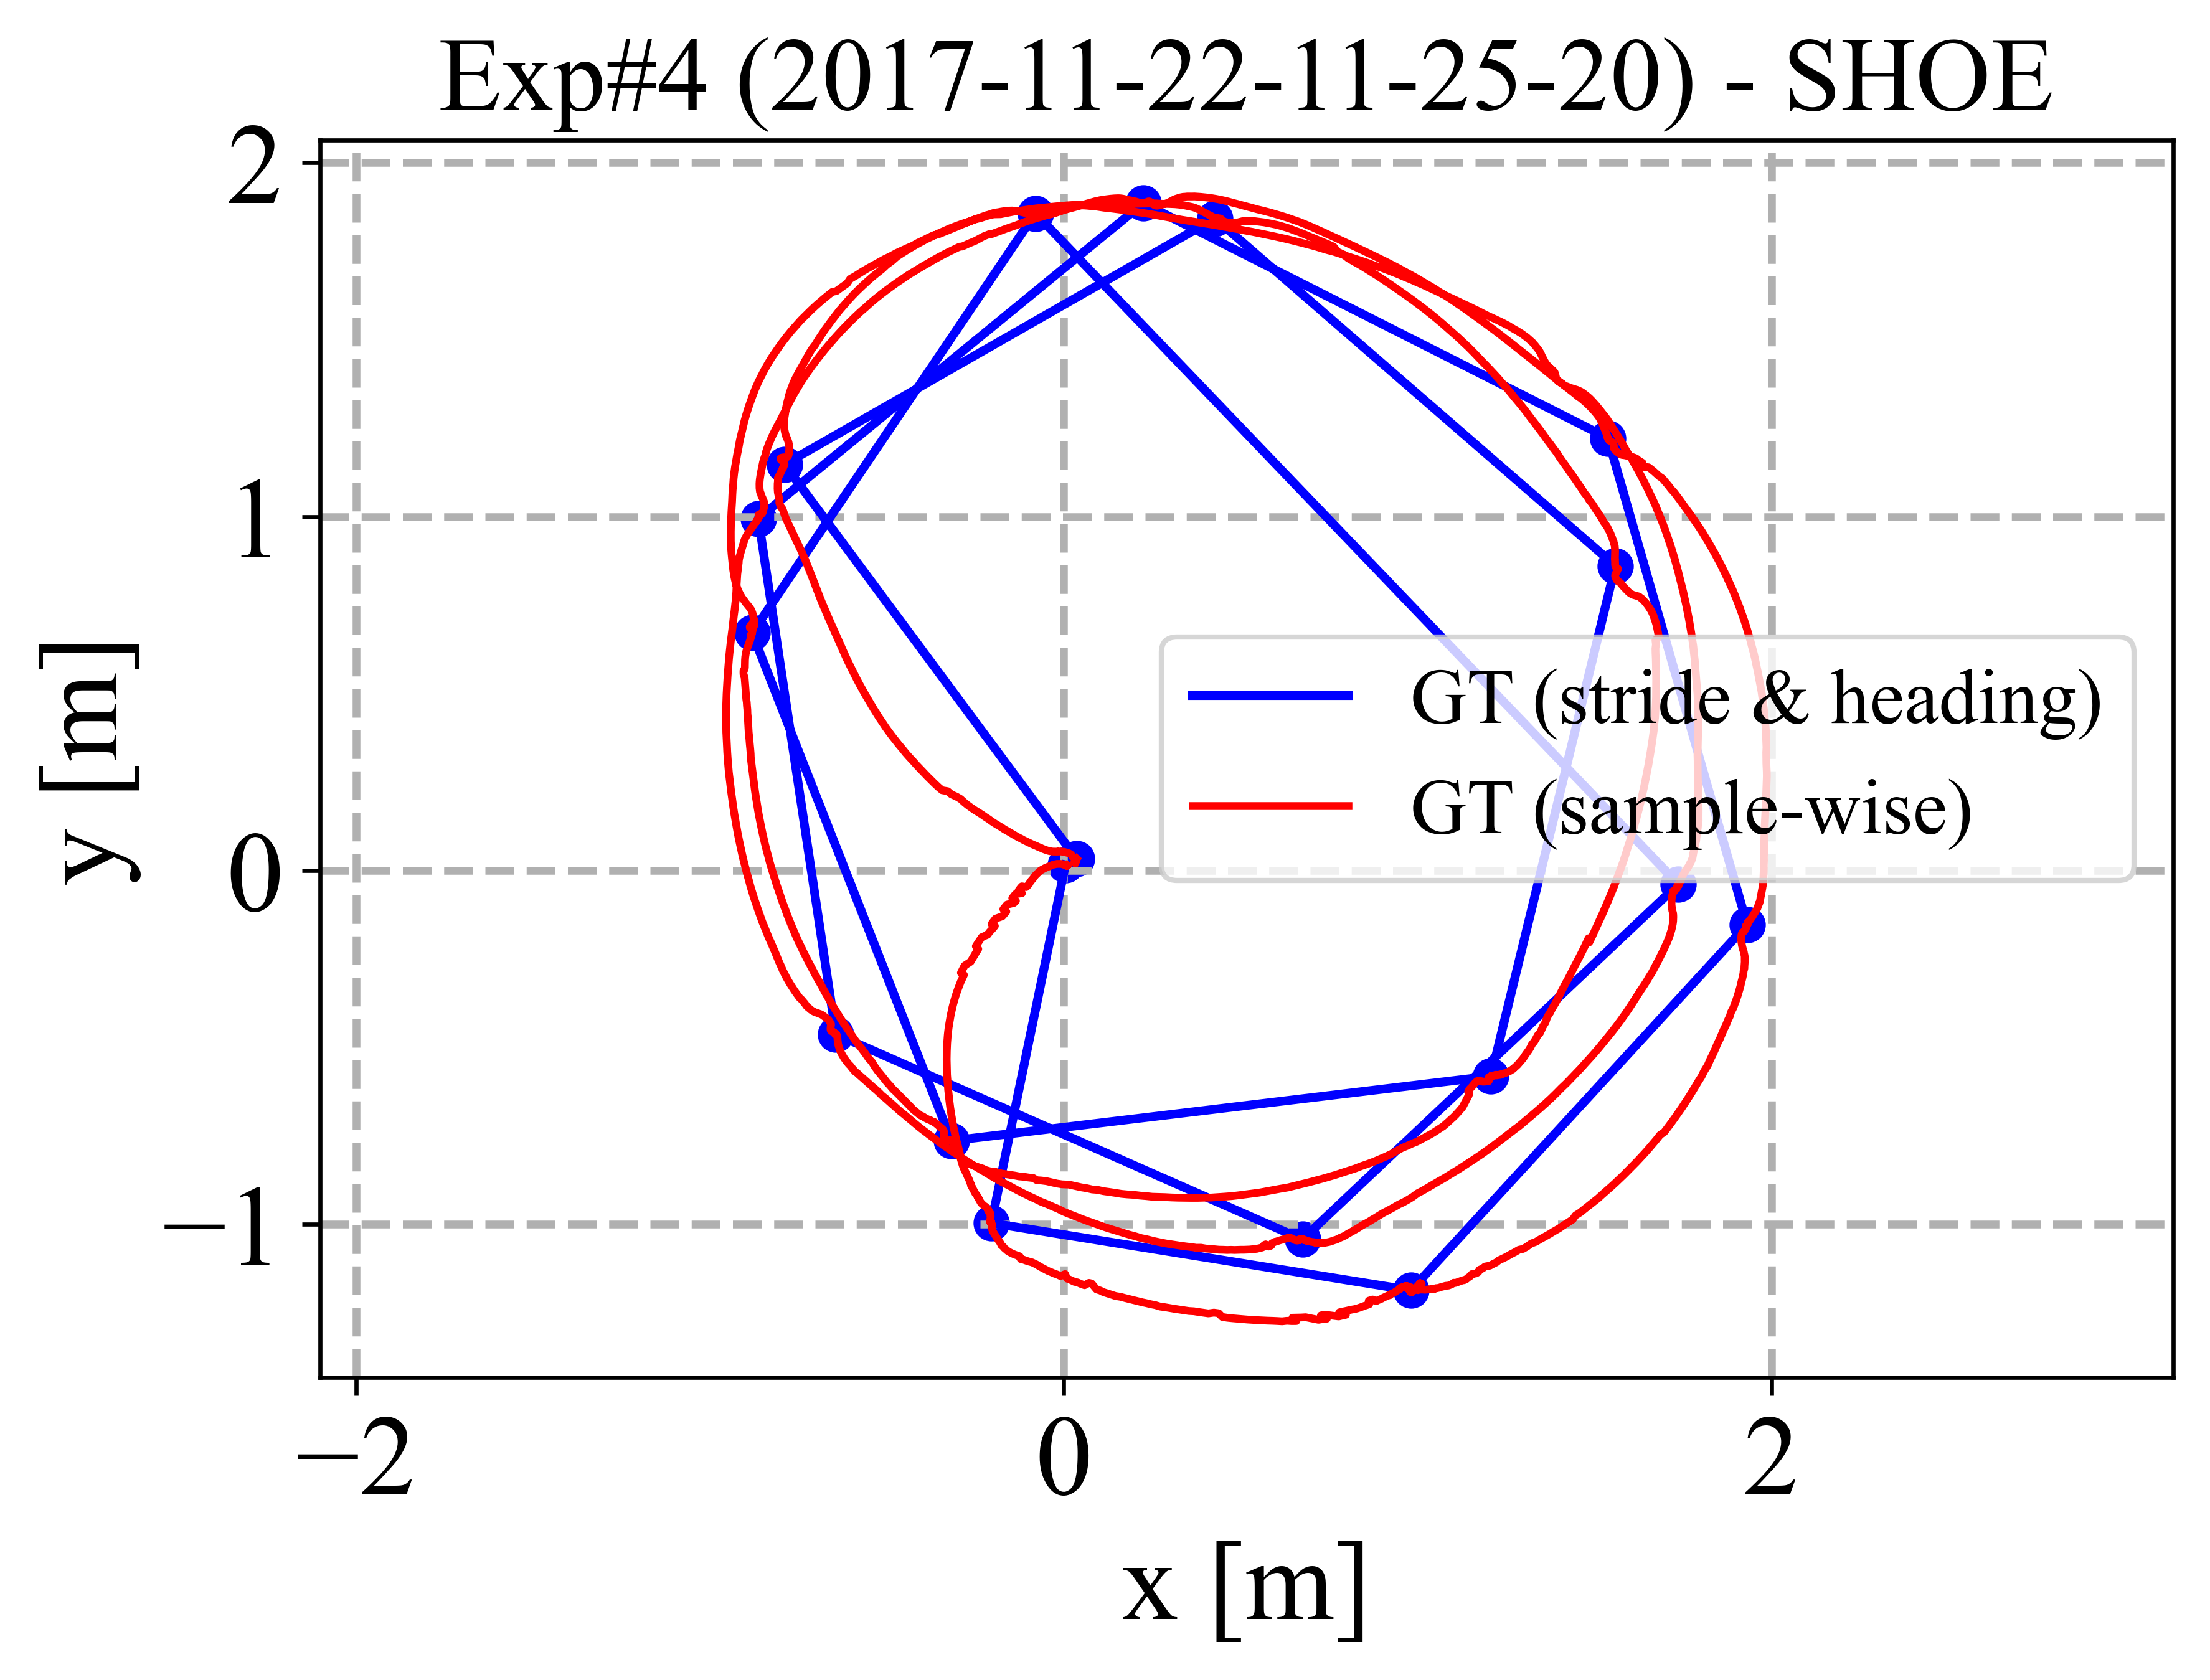 Exp#4 (2017-11-22-11-25-20) - SHOE
2
1
0
−1
y [m]
GT (stride & heading)
GT (sample-wise)
−2 0 2
x [m]